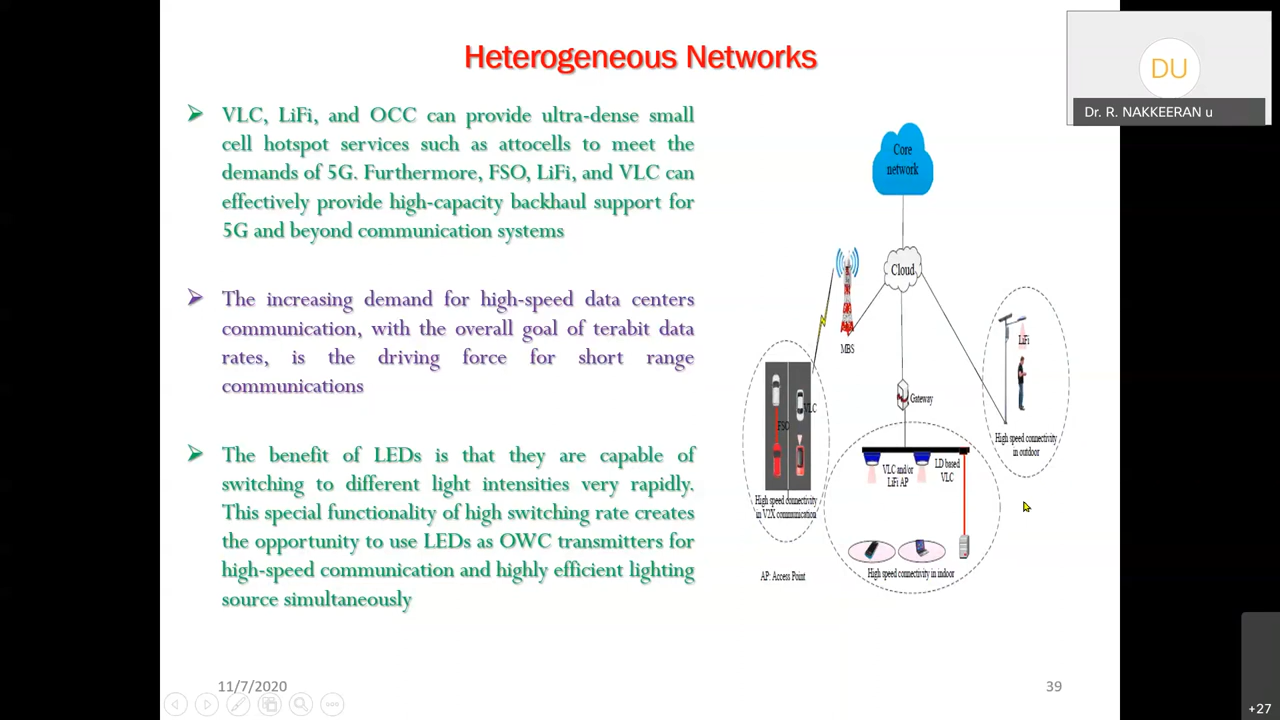 Heterogeneous Networks
DU
Dr. R. NAKKEERAN u
VLC, LiFi, and OCC can provide ultra-dense small
cell hotspot services such as attocells to meet the
demands of 5G. Furthermore, FSO, LiFi, and VLC can
effectively provide high-capacity backhaul support for
5G and beyond communication systems
The increasing demand for high-speed data centers
communication, with the overall goal of terabit data
rates, is the driving force for short range
communications
The benefit of LEDs is that they are capable of
switching to different light intensities very rapidly.
This special functionality of high switching rate creates
the opportunity to use LEDs as OWC transmitters for
high-speed communication and highly efficient lighting
source simultaneously
Core
network
Cloud
MBS
LiFi
Gateway
VLC
FSO
High speed connectivity
in outdoor
VLC and/or
LiFi AP
LD based
VLC
High speed connectivity
in V2X communication
High speed connectivity in indoor
AP: Access Point
11/7/2020
39
+27